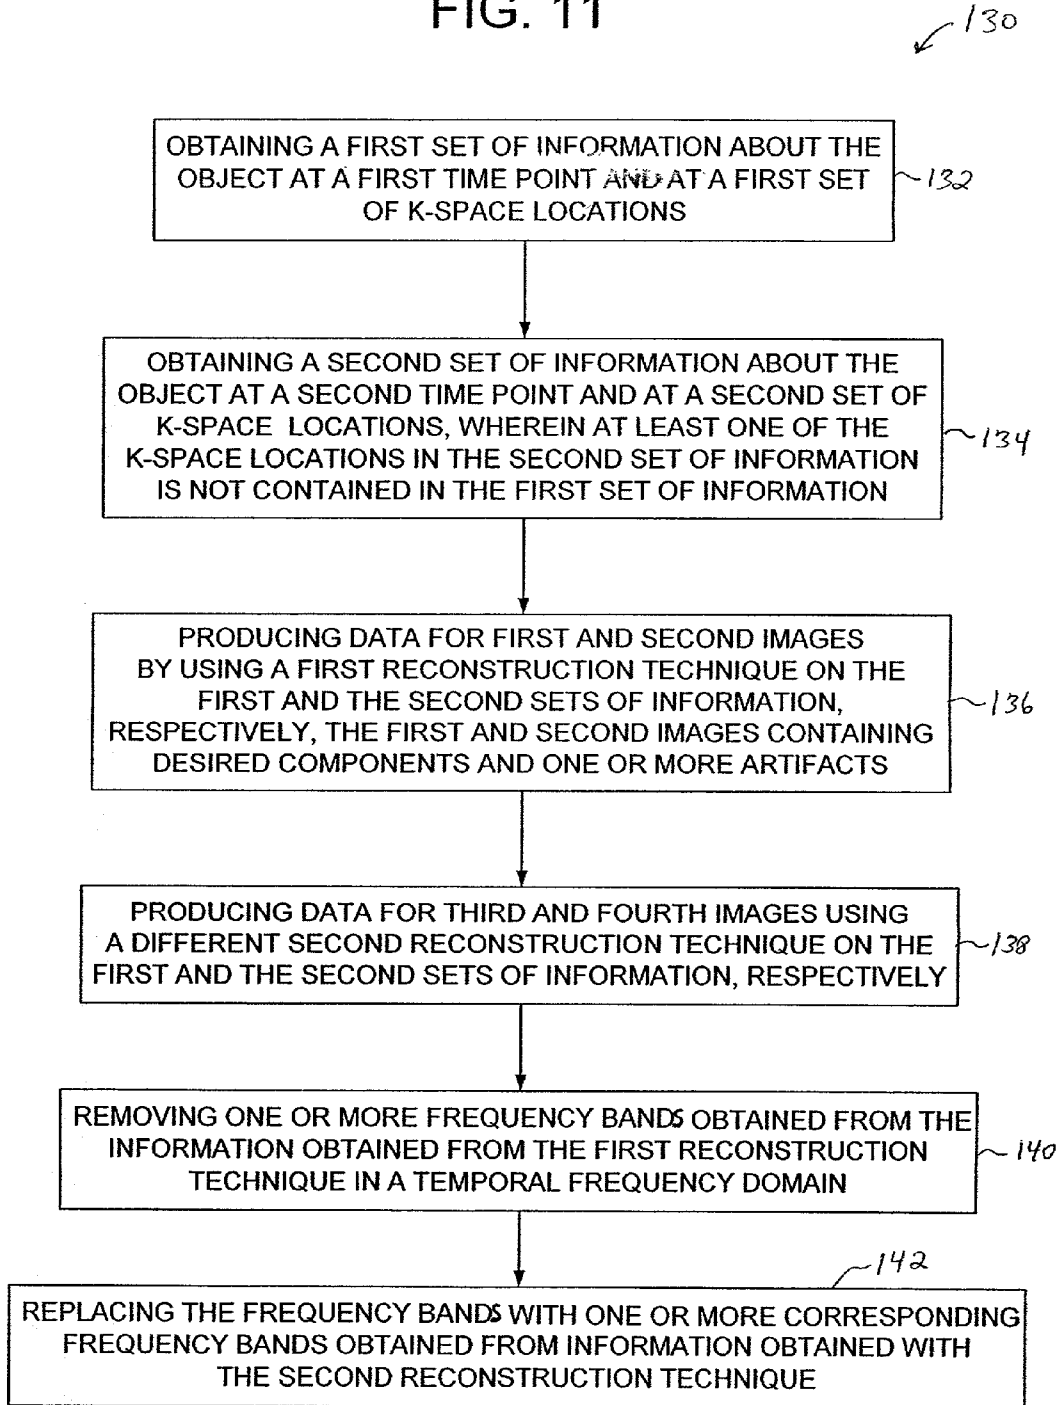 FIG. 11
130
OBTAINING A FIRST SET OF INFORMATION ABOUT THE
OBJECT AT A FIRST TIME POINT AND AT A FIRST SET
OF K-SPACE LOCATIONS
132
OBTAINING A SECOND SET OF INFORMATION ABOUT THE
OBJECT AT A SECOND TIME POINT AND AT A SECOND SET OF
K-SPACE LOCATIONS, WHEREIN AT LEAST ONE OF THE
K-SPACE LOCATIONS IN THE SECOND SET OF INFORMATION
IS NOT CONTAINED IN THE FIRST SET OF INFORMATION
134
PRODUCING DATA FOR FIRST AND SECOND IMAGES
BY USING A FIRST RECONSTRUCTION TECHNIQUE ON THE
FIRST AND THE SECOND SETS OF INFORMATION,
RESPECTIVELY, THE FIRST AND SECOND IMAGES CONTAINING
DESIRED COMPONENTS AND ONE OR MORE ARTIFACTS
136
PRODUCING DATA FOR THIRD AND FOURTH IMAGES USING
A DIFFERENT SECOND RECONSTRUCTION TECHNIQUE ON THE
FIRST AND THE SECOND SETS OF INFORMATION, RESPECTIVELY
138
REMOVING ONE OR MORE FREQUENCY BANDS OBTAINED FROM THE
INFORMATION OBTAINED FROM THE FIRST RECONSTRUCTION
TECHNIQUE IN A TEMPORAL FREQUENCY DOMAIN
140
142
REPLACING THE FREQUENCY BANDS WITH ONE OR MORE CORRESPONDING
FREQUENCY BANDS OBTAINED FROM INFORMATION OBTAINED WITH
THE SECOND RECONSTRUCTION TECHNIQUE